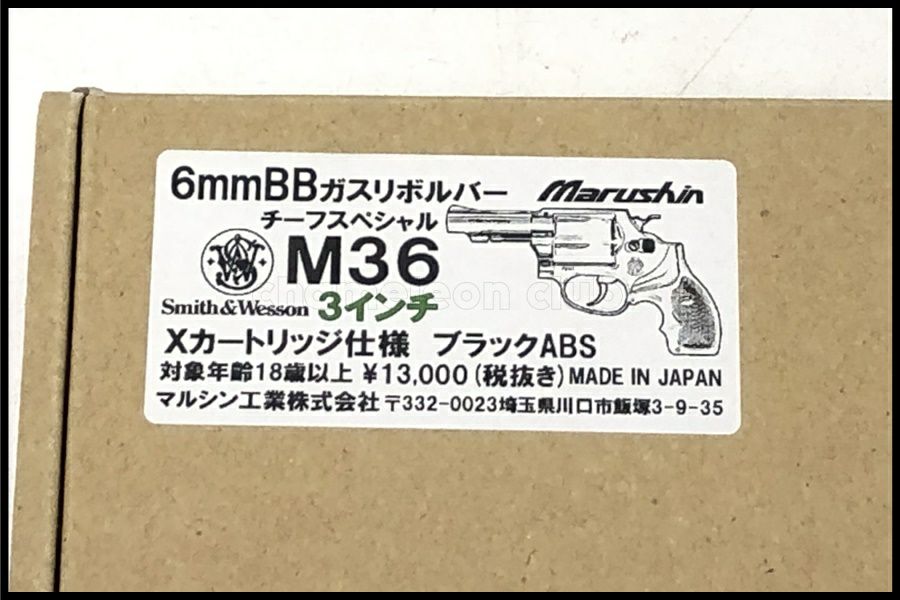 6mmBBガスリボルバー Marushin
チーフスペシャル
M36
Smith&Wesson 3インチ
chameleon club
Xカートリッジ仕様 ブラックABS
対象年齢18歳以上 ¥13,000(税抜き) MADE IN JAPAN
マルシン工業株式会社 〒332-0023埼玉県川口市飯塚3-9-35